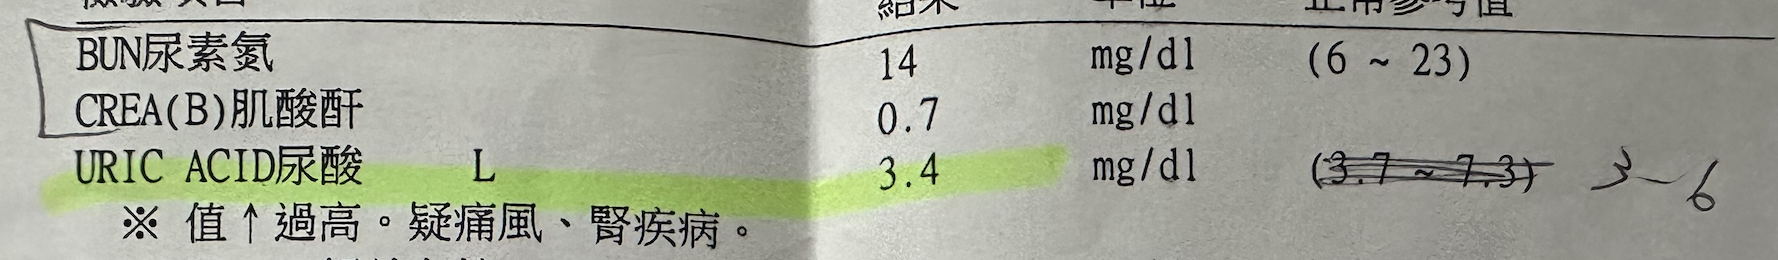 結果 單位 正常參考值
BUN尿素氮 14 mg/dl (6 ~ 23)
CREA(B)肌酸酐 0.7 mg/dl
URIC ACID尿酸 L 3.4 mg/dl (3.7 ~ 7.3) 3-6
※ 值↑過高。疑痛風、腎疾病。